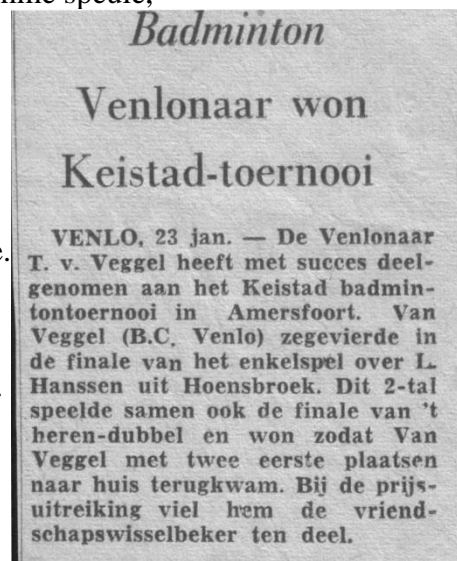 Badminton
Venlonaar won
Keistad-toernooi
VENLO, 23 jan. — De Venlonaar
T. v. Veggel heeft met succes deel-
genomen aan het Keistad badmin-
tontoernooi in Amersfoort. Van
Veggel (B.C. Venlo) zegevierde in
de finale van het enkelspel over L.
Hanssen uit Hoensbroek. Dit 2-tal
speelde samen ook de finale van 't
heren-dubbel en won zodat Van
Veggel met twee eerste plaatsen
naar huis terugkwam. Bij de prijs-
uitreiking viel hem de vriend-
schapswisselbeker ten deel.